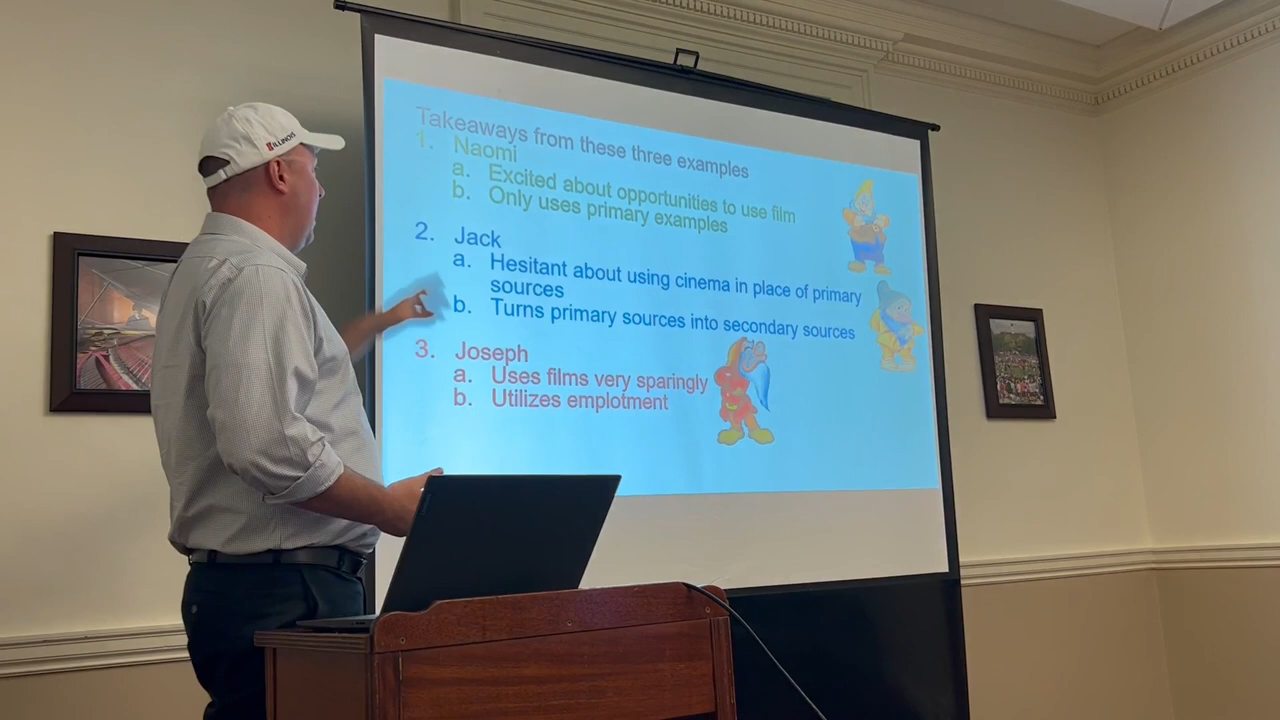 ILLINOIS
Takeaways from these three examples
1. Naomi
a. Excited about opportunities to use film
b. Only uses primary examples
2. Jack
a. Hesitant about using cinema in place of primary
sources
b. Turns primary sources into secondary sources
3. Joseph
a. Uses films very sparingly
b. Utilizes emplotment